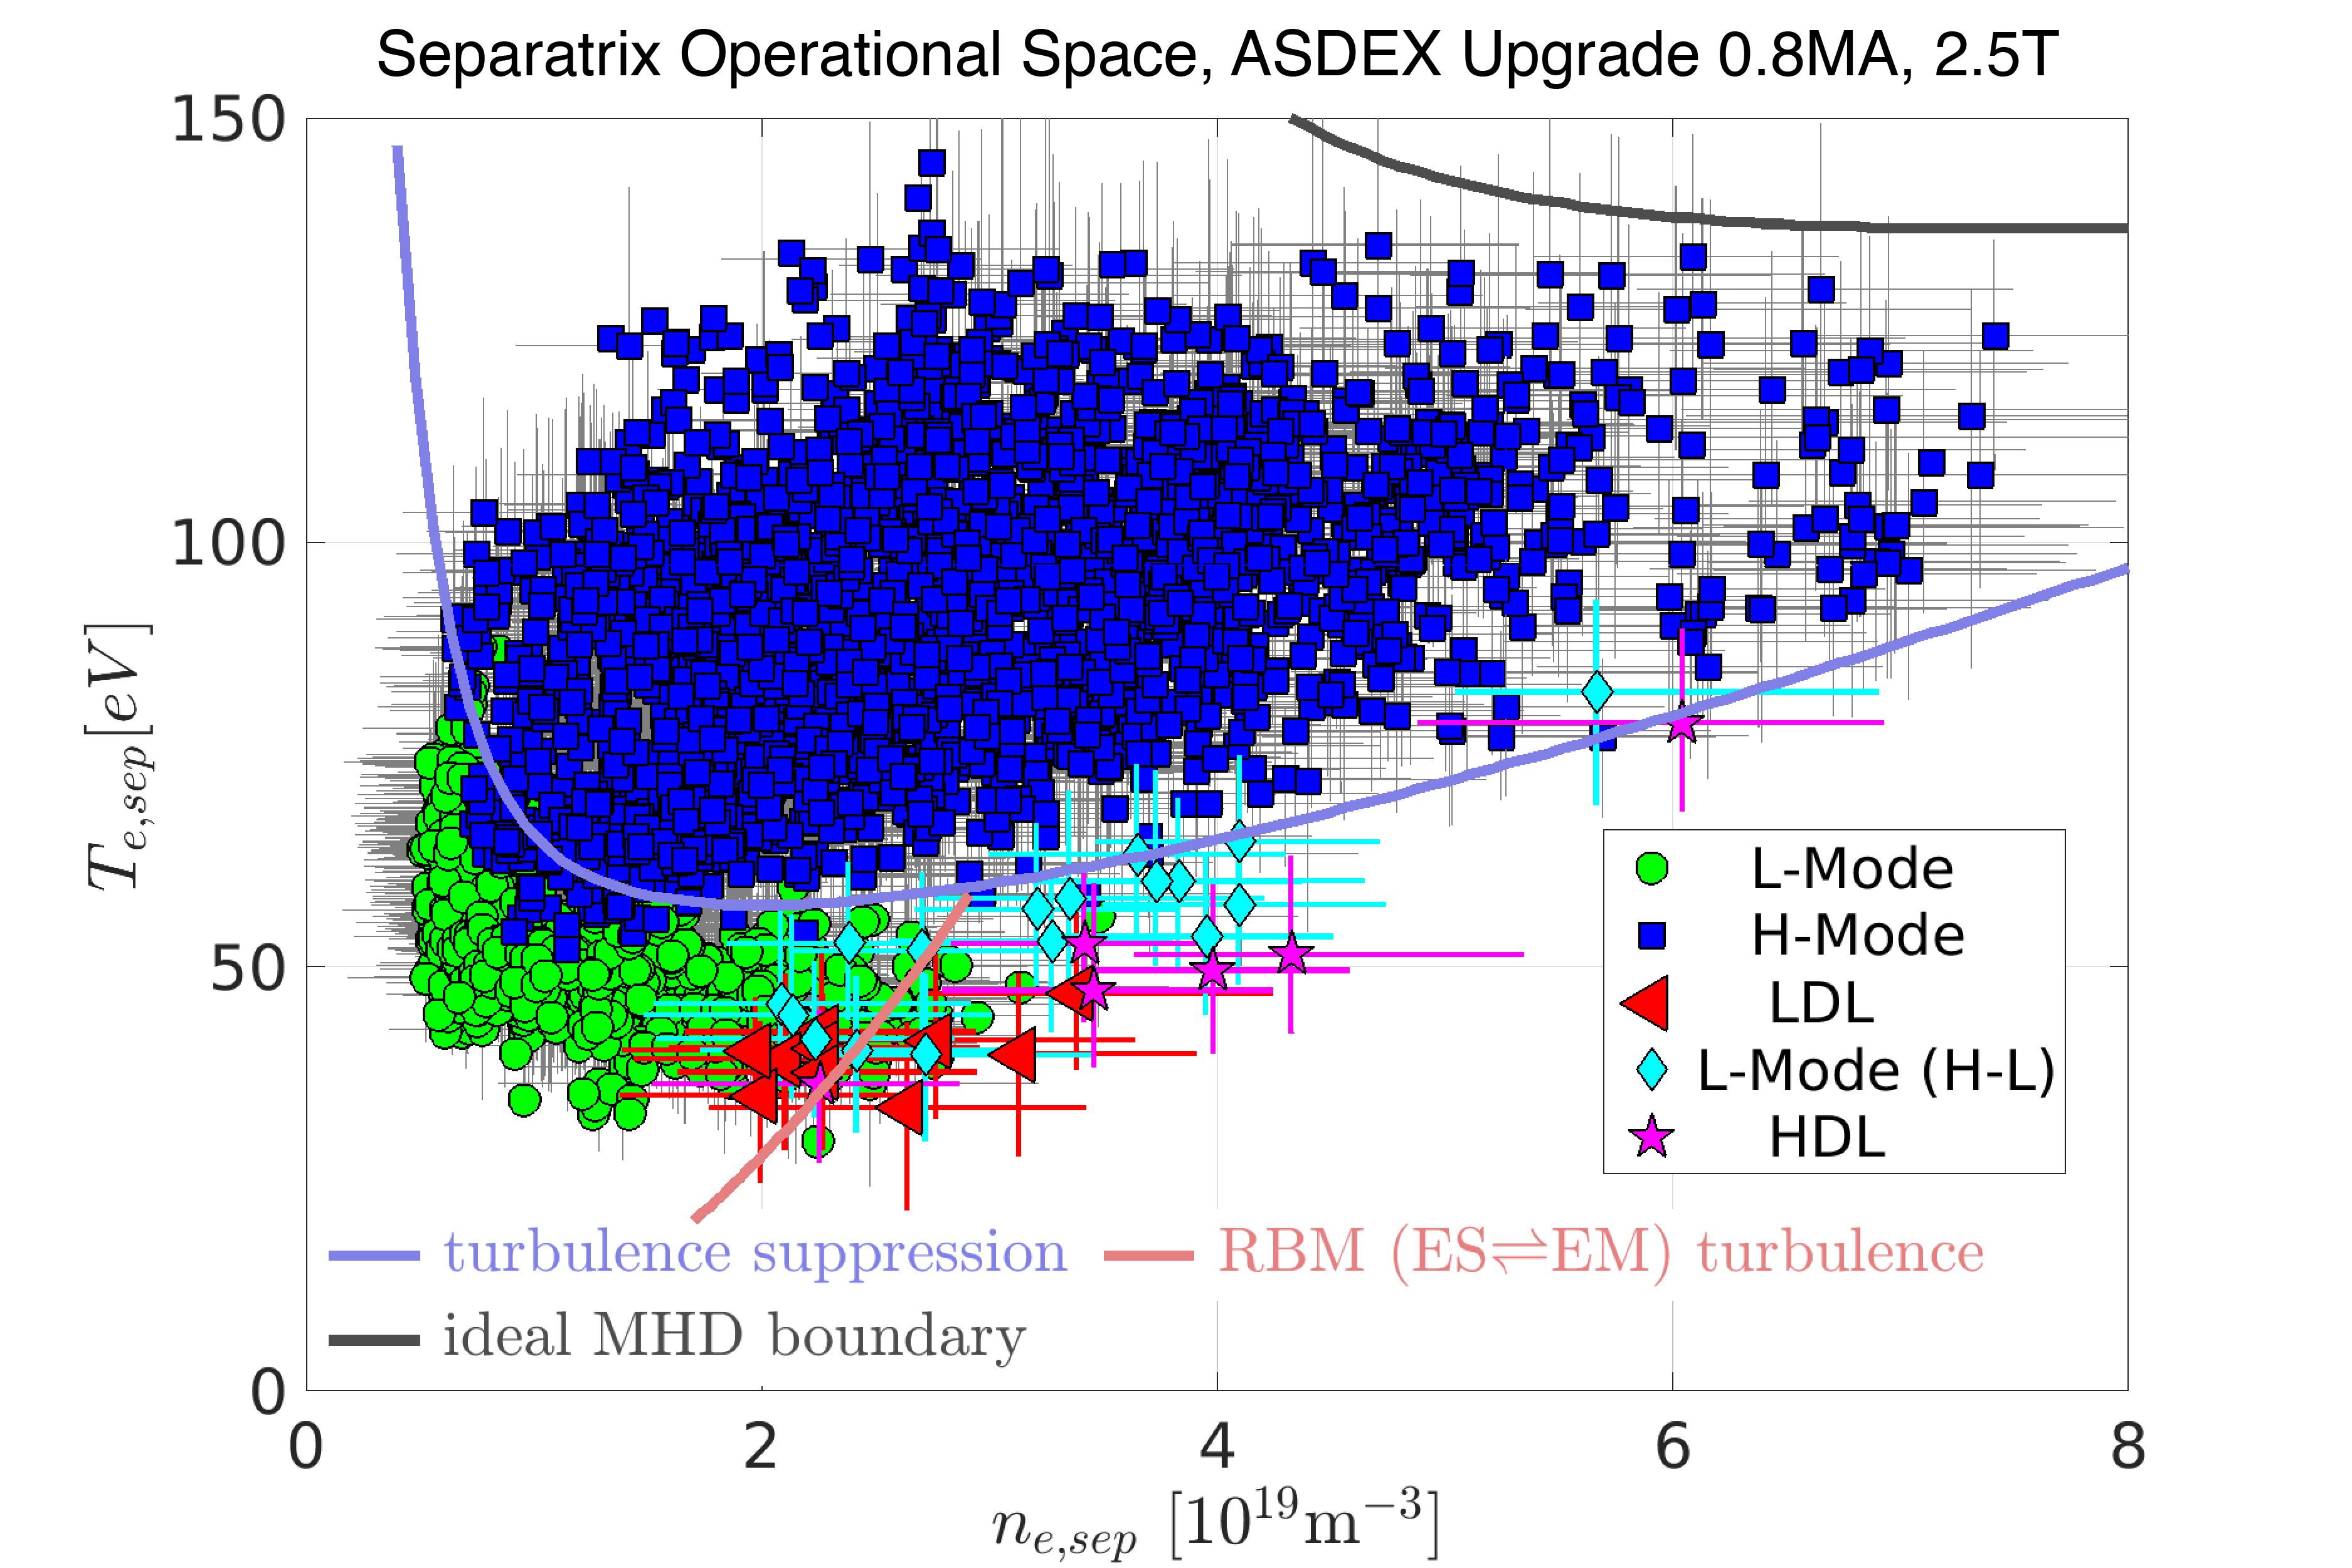 Separatrix Operational Space, ASDEX Upgrade 0.8MA, 2.5T
150
100
50
0
T_{e,sep}[eV]
L-Mode
H-Mode
LDL
L-Mode (H-L)
HDL
turbulence suppression
RBM (ES⇌EM) turbulence
ideal MHD boundary
0 2 4 6 8
n_{e,sep} [10^{19}m^{-3}]